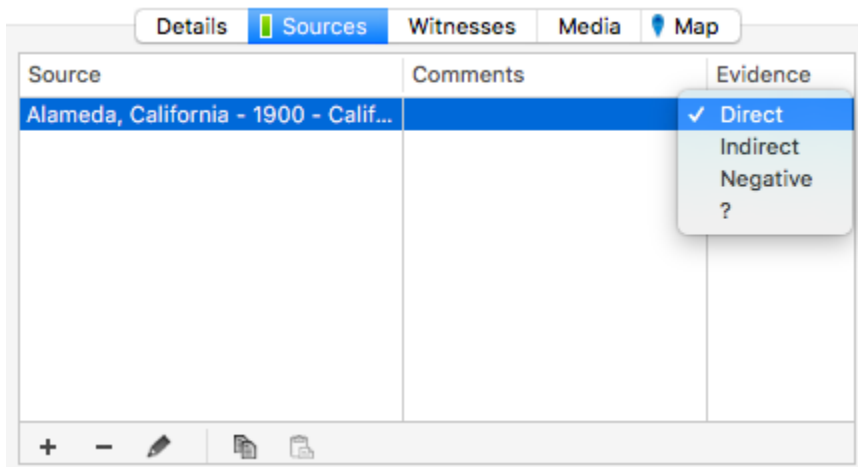 Details Sources Witnesses Media Map
Source Comments Evidence
Alameda, California - 1900 - Calif... ✓ Direct
Indirect
Negative
?